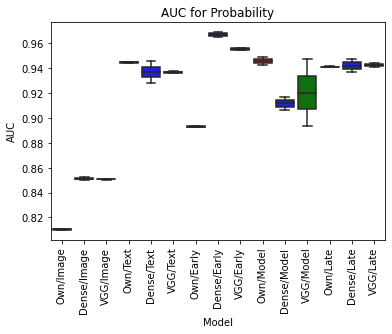 AUC for Probability
AUC
0.96
0.94
0.92
0.90
0.88
0.86
0.84
0.82
Own/Image
Dense/Image
VGG/Image
Own/Text
Dense/Text
VGG/Text
Own/Early
Dense/Early
VGG/Early
Own/Model
Dense/Model
VGG/Model
Own/Late
Dense/Late
VGG/Late
Model